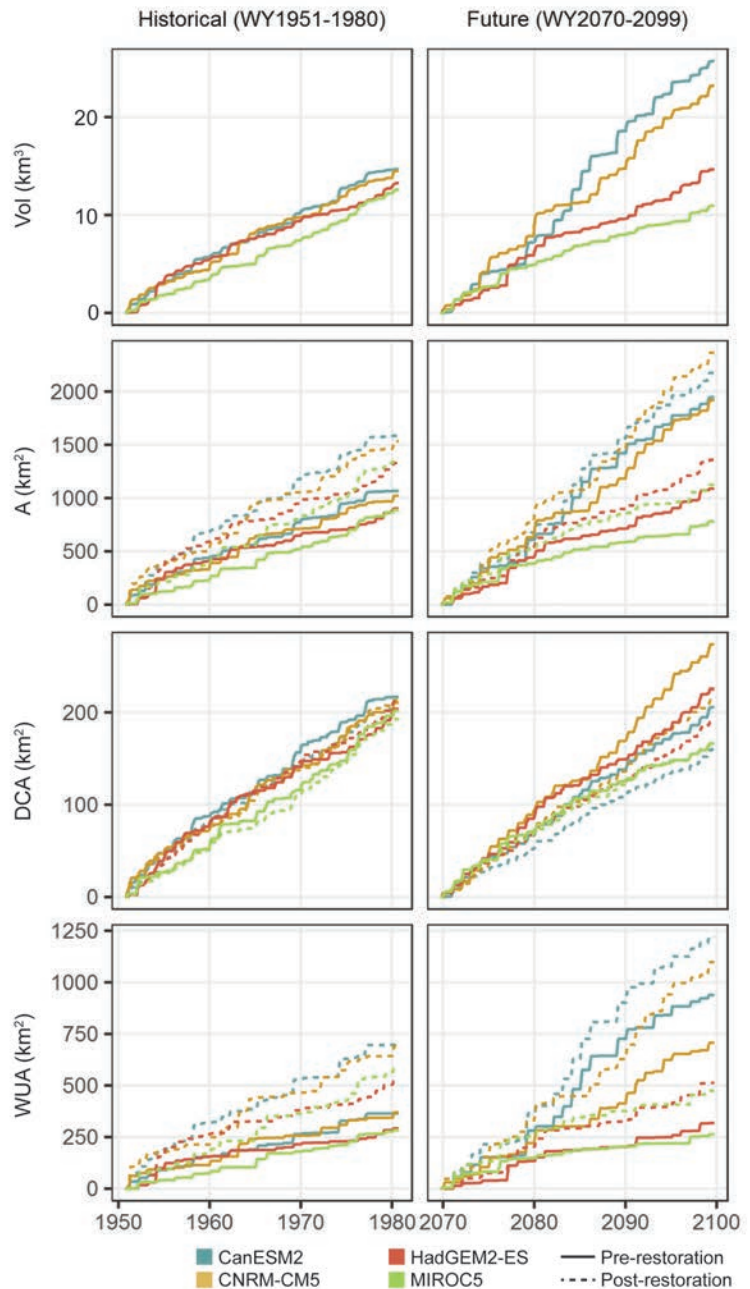 Historical (WY1951-1980) Future (WY2070-2099)
Vol (km³)
20
10
0
A (km²)
2000
1500
1000
500
0
DCA (km²)
200
100
0
WUA (km²)
1250
1000
750
500
250
0
1950 1960 1970 1980 2070 2080 2090 2100
CanESM2 HadGEM2-ES Pre-restoration
CNRM-CM5 MIROC5 Post-restoration